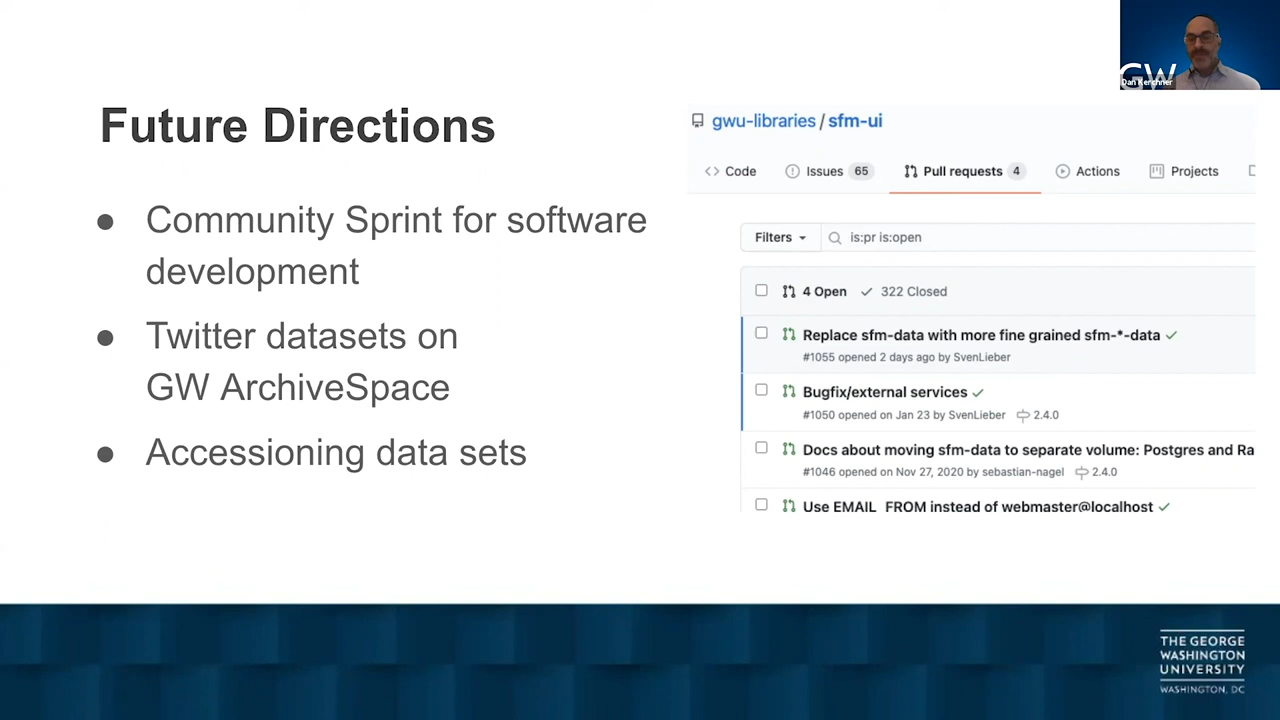 GW
Dan Kerchner
Future Directions
● Community Sprint for software
development
● Twitter datasets on
GW ArchiveSpace
● Accessioning data sets
gwu-libraries / sfm-ui
Code Issues 65 Pull requests 4 Actions Projects
Filters is:pr is:open
4 Open 322 Closed
Replace sfm-data with more fine grained sfm-*-data
#1055 opened 2 days ago by SvenLieber
Bugfix/external services
#1050 opened on Jan 23 by SvenLieber 2.4.0
Docs about moving sfm-data to separate volume: Postgres and Ra
#1046 opened on Nov 27, 2020 by sebastian-nagel 2.4.0
Use EMAIL_FROM instead of webmaster@localhost
THE GEORGE
WASHINGTON
UNIVERSITY
WASHINGTON, DC